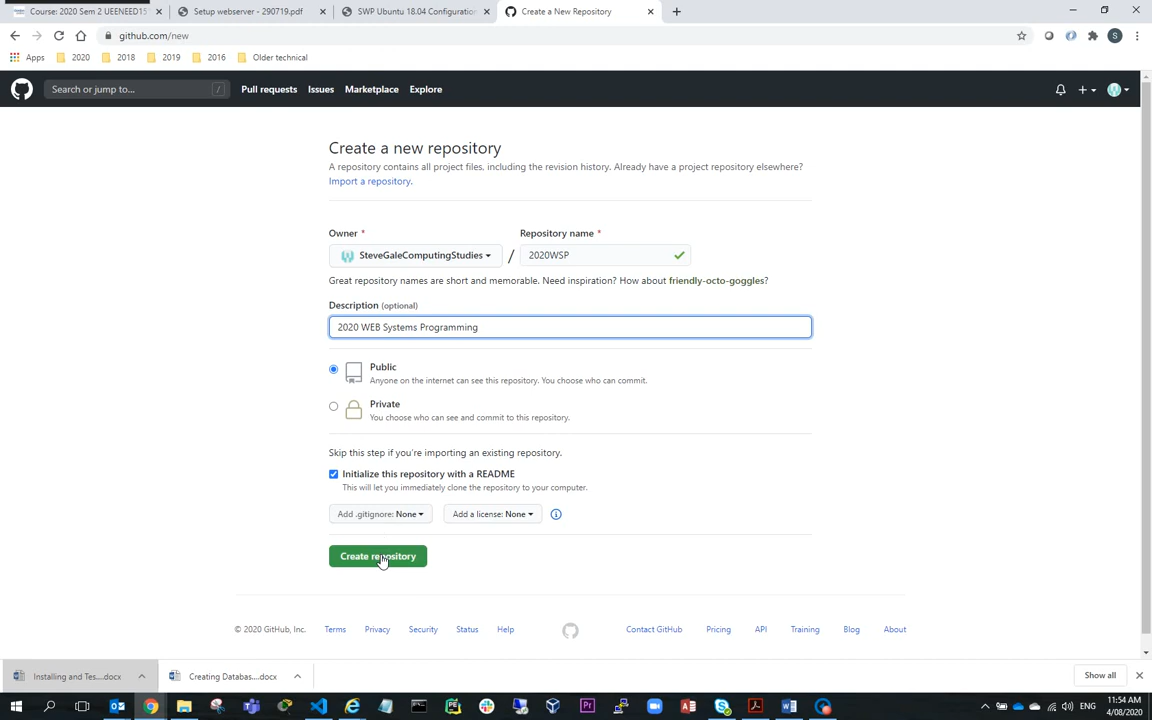 Course: 2020 Sem 2 UEENEED15
Setup webserver - 290719.pdf
SWP Ubuntu 18.04 Configuration
Create a New Repository
github.com/new
S
Apps
2020
2018
2019
2016
Older technical
Search or jump to...
/
Pull requests
Issues
Marketplace
Explore
Create a new repository
A repository contains all project files, including the revision history. Already have a project repository elsewhere?
Import a repository.
Owner *
Repository name *
SteveGaleComputingStudies
/
2020WSP
Great repository names are short and memorable. Need inspiration? How about friendly-octo-goggles?
Description (optional)
2020 WEB Systems Programming
Public
Anyone on the internet can see this repository. You choose who can commit.
Private
You choose who can see and commit to this repository.
Skip this step if you're importing an existing repository.
Initialize this repository with a README
This will let you immediately clone the repository to your computer.
Add .gitignore: None
Add a license: None
Create repository
© 2020 GitHub, Inc.
Terms
Privacy
Security
Status
Help
Contact GitHub
Pricing
API
Training
Blog
About
Installing and Tes....docx
Creating Databas....docx
Show all
ENG
11:54 AM
4/08/2020